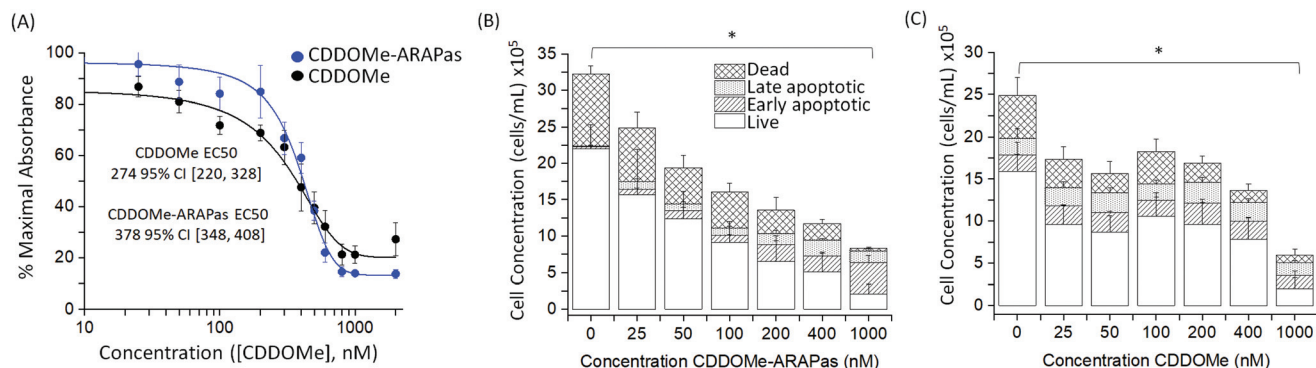 (A)
% Maximal Absorbance
100
80
60
40
20
0
CDDOMe-ARAPas
CDDOMe
CDDOMe EC50
274 95% CI [220, 328]
CDDOMe-ARAPas EC50
378 95% CI [348, 408]
10 100 1000
Concentration ([CDDOMe], nM)
(B)
Cell Concentration (cells/mL) x10⁵
35
30
25
20
15
10
5
0
*
Dead
Late apoptotic
Early apoptotic
Live
0 25 50 100 200 400 1000
Concentration CDDOMe-ARAPas (nM)
(C)
Cell Concentration (cells/mL) x10⁵
30
25
20
15
10
5
0
*
0 25 50 100 200 400 1000
Concentration CDDOMe (nM)